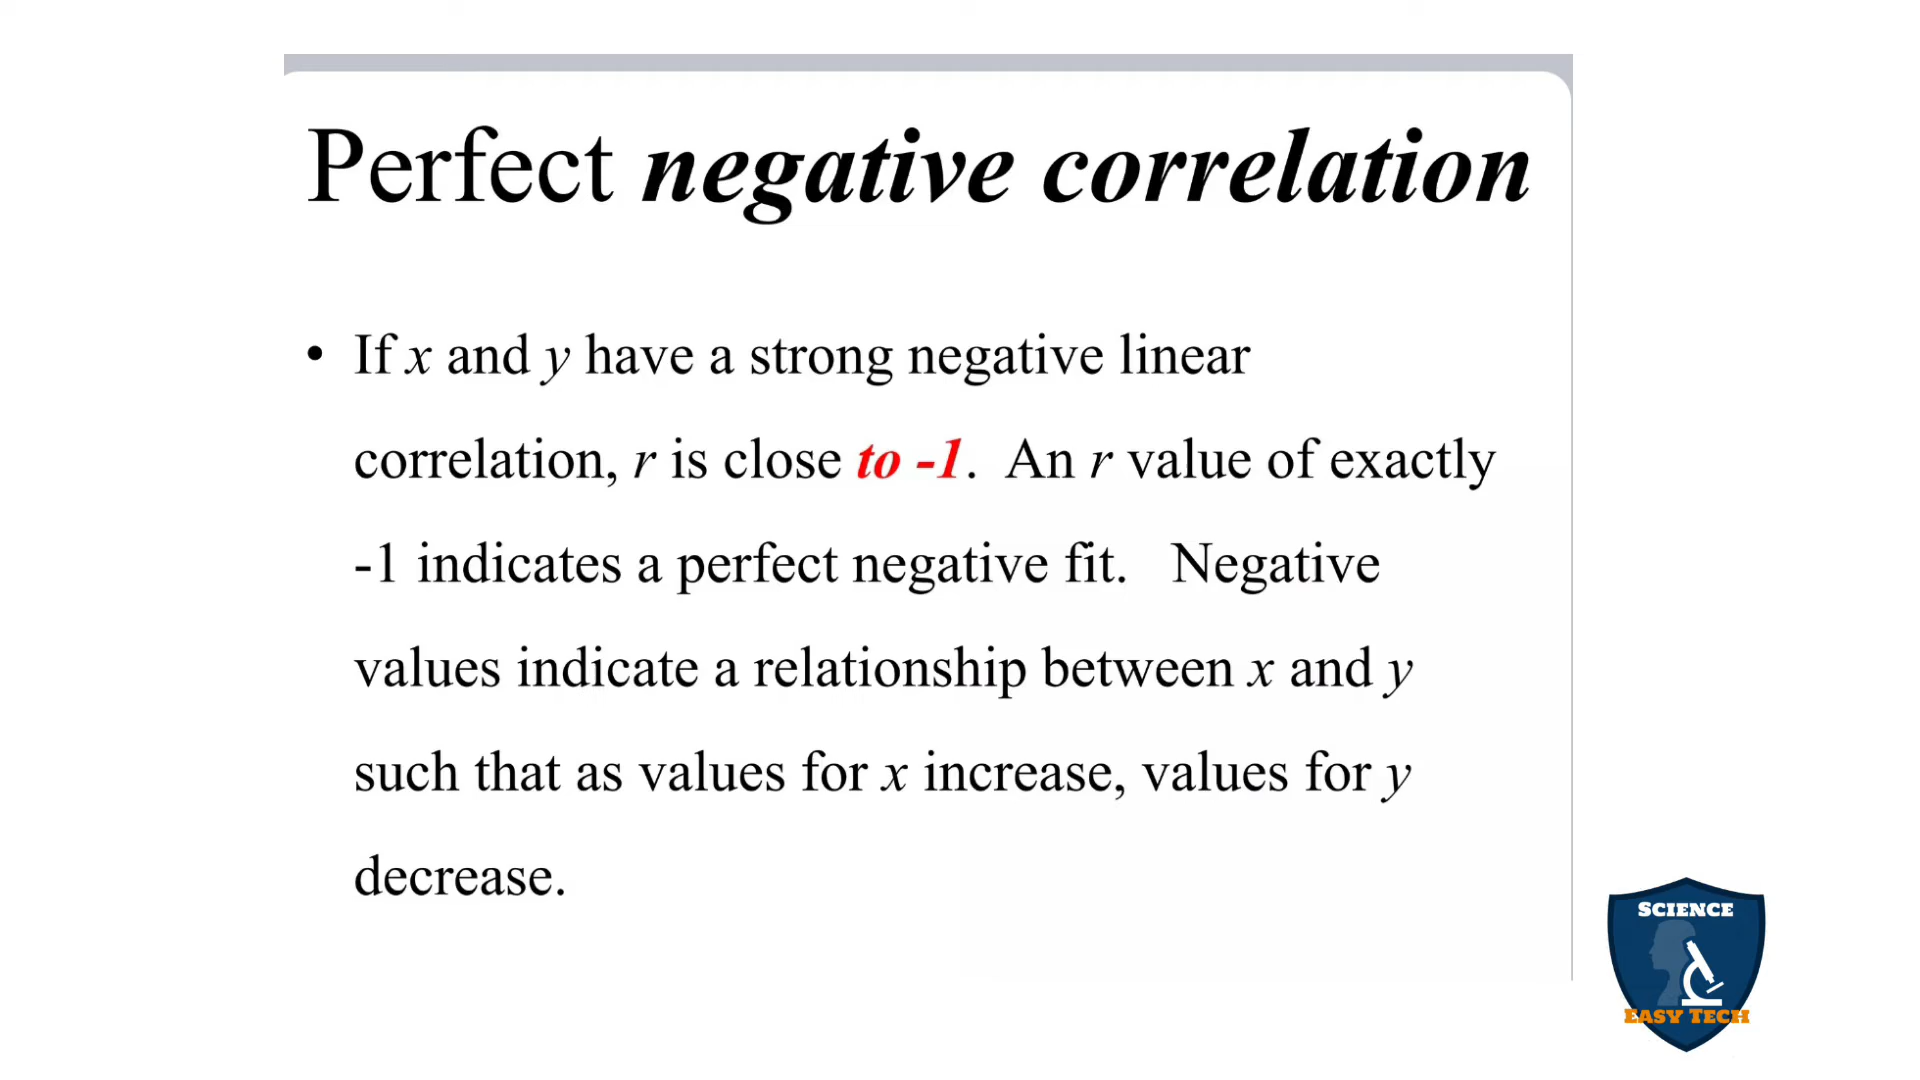 Perfect negative correlation
• If x and y have a strong negative linear
correlation, r is close to -1.  An r value of exactly
-1 indicates a perfect negative fit.   Negative
values indicate a relationship between x and y
such that as values for x increase, values for y
decrease.
SCIENCE
EASY TECH